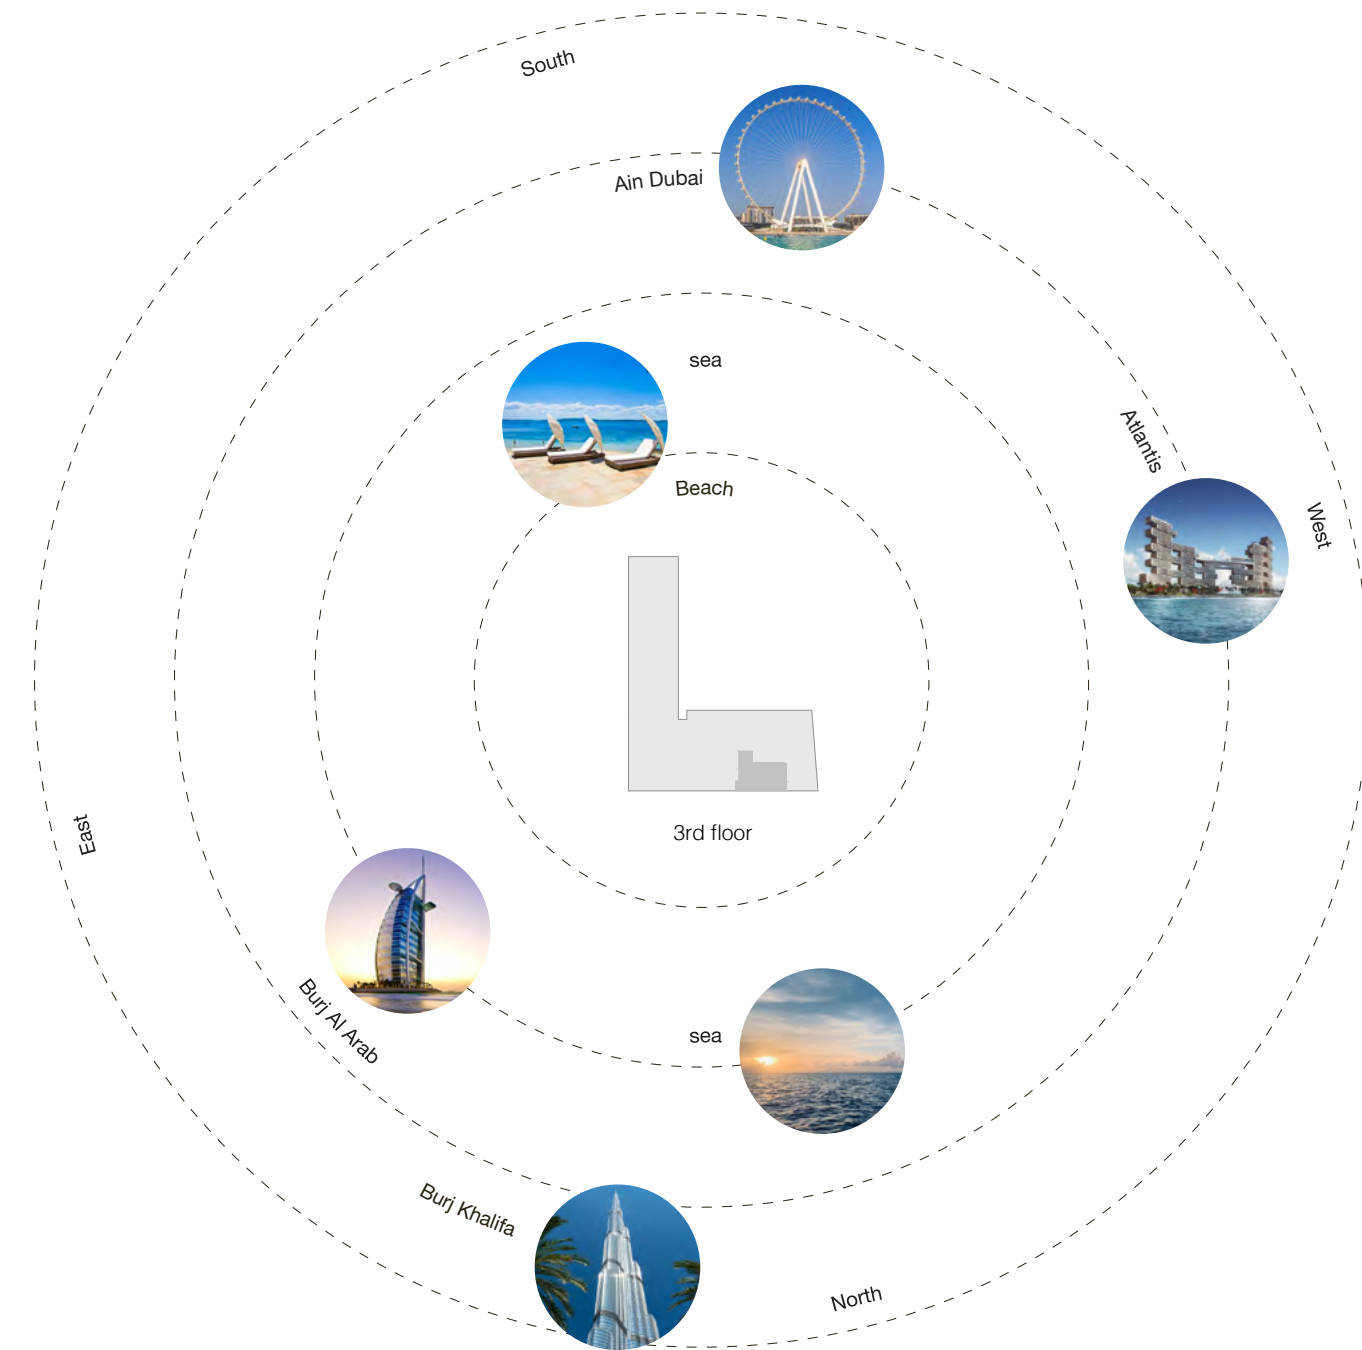 South
Ain Dubai
sea
Beach
Atlantis
West
3rd floor
East
Burj Al Arab
sea
Burj Khalifa
North